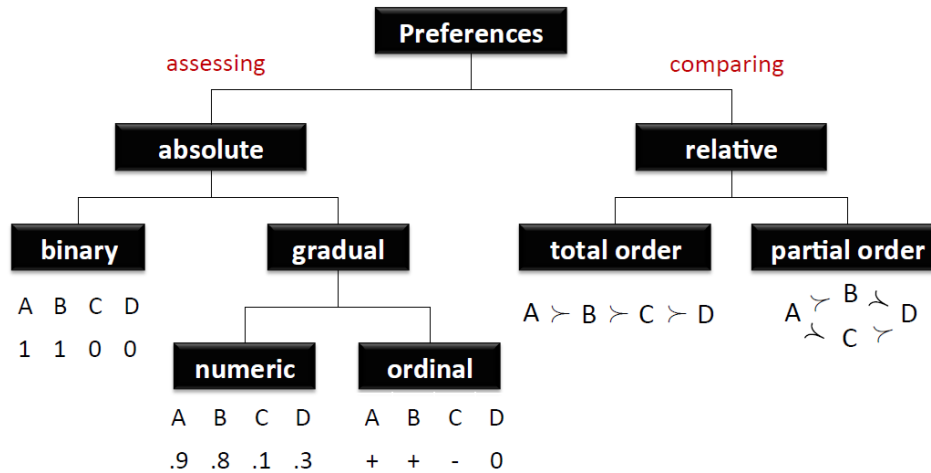 Preferences
assessing comparing
absolute relative
binary gradual total order partial order
A B C D
1 1 0 0
A ≻ B ≻ C ≻ D
A ≻ B ≻ D
≻ C ≻
numeric ordinal
A B C D
.9 .8 .1 .3
A B C D
+ + - 0